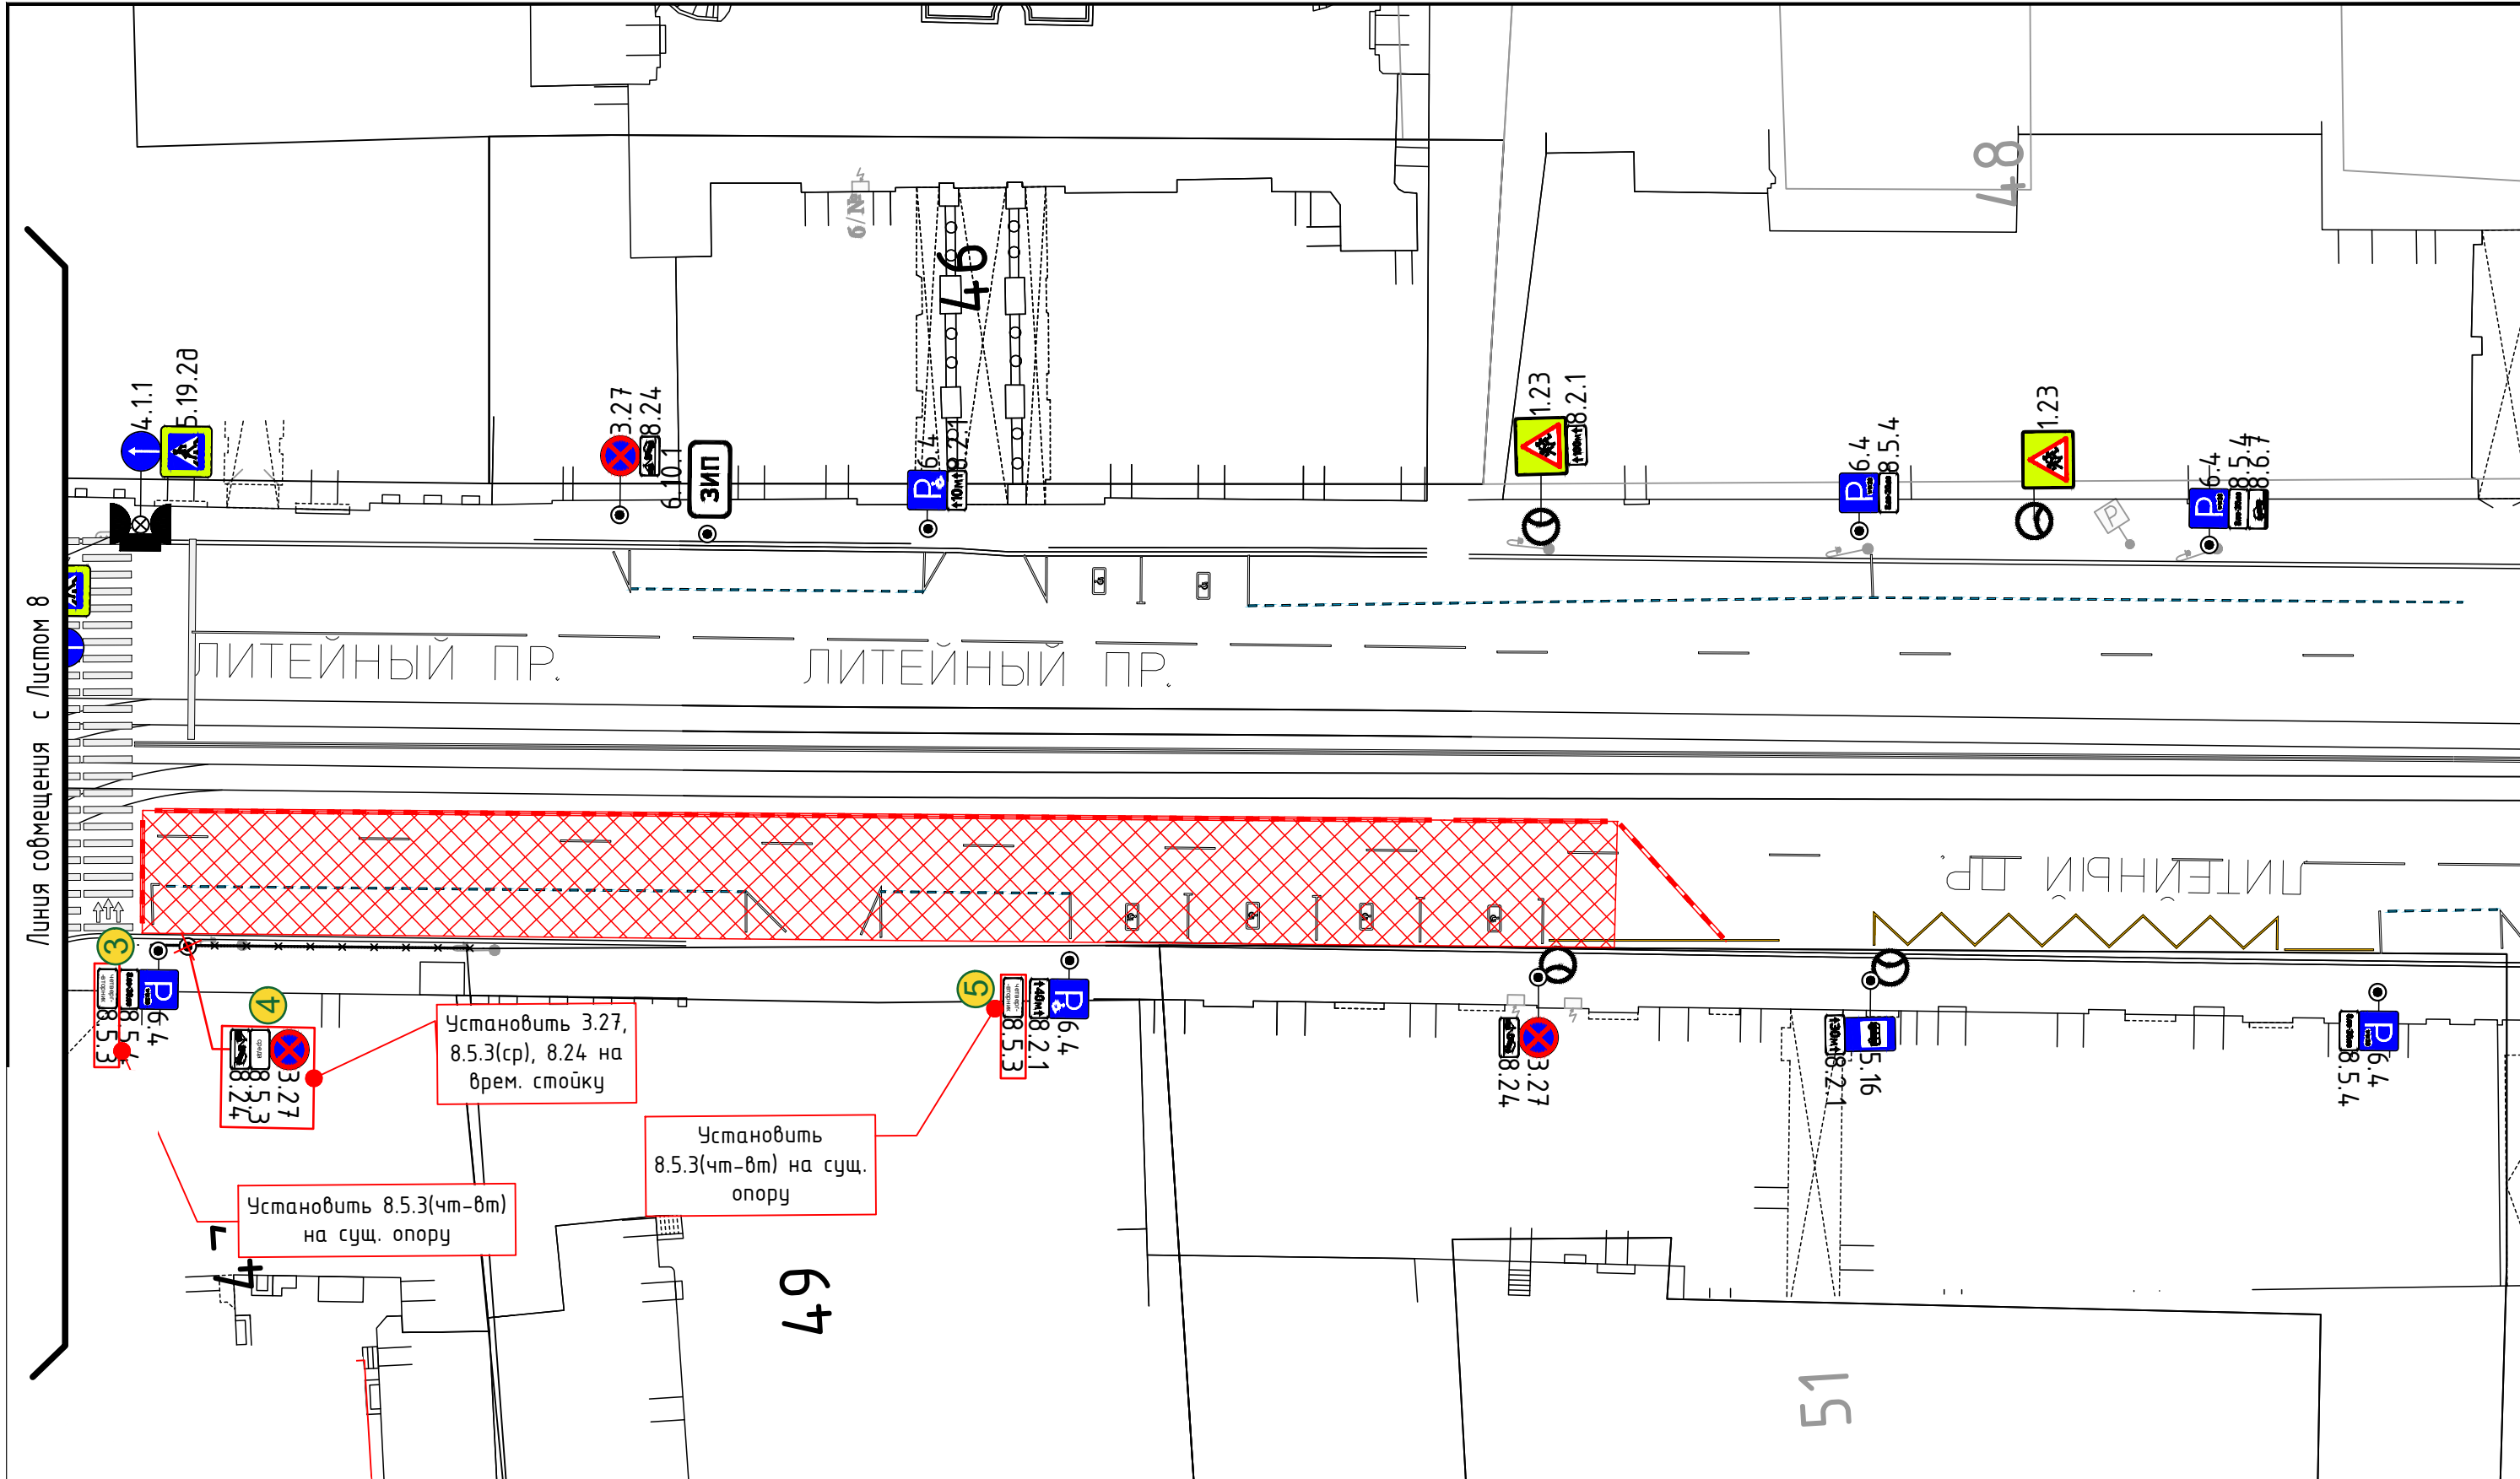 Линия совмещения с Листом 8
4.1.1
5.19.2д
3.27
8.24
6.10.1
ЗИП
б/№
46
6.4
8.2.1
P
↑10м↑
1.23
8.2.1
↑100м↑
48
6.4
8.5.4
P
1.23
P
6.4
8.5.4
8.6.7
P
ЛИТЕЙНЫЙ ПР.
ЛИТЕЙНЫЙ ПР.
ЛИТЕЙНЫЙ ПР.
3
8.5.3
8.5.4
6.4
P
4
среда
8.24
8.5.3
3.27
Установить 3.27,
8.5.3(ср), 8.24 на
врем. стойку
5
↑40м↑
P
8.5.3
8.2.1
6.4
Установить
8.5.3(чт-вт) на сущ.
опору
Установить 8.5.3(чт-вт)
на сущ. опору
8.24
3.27
↑30м↑
8.2.1
5.16
P
8.5.4
6.4
49
51